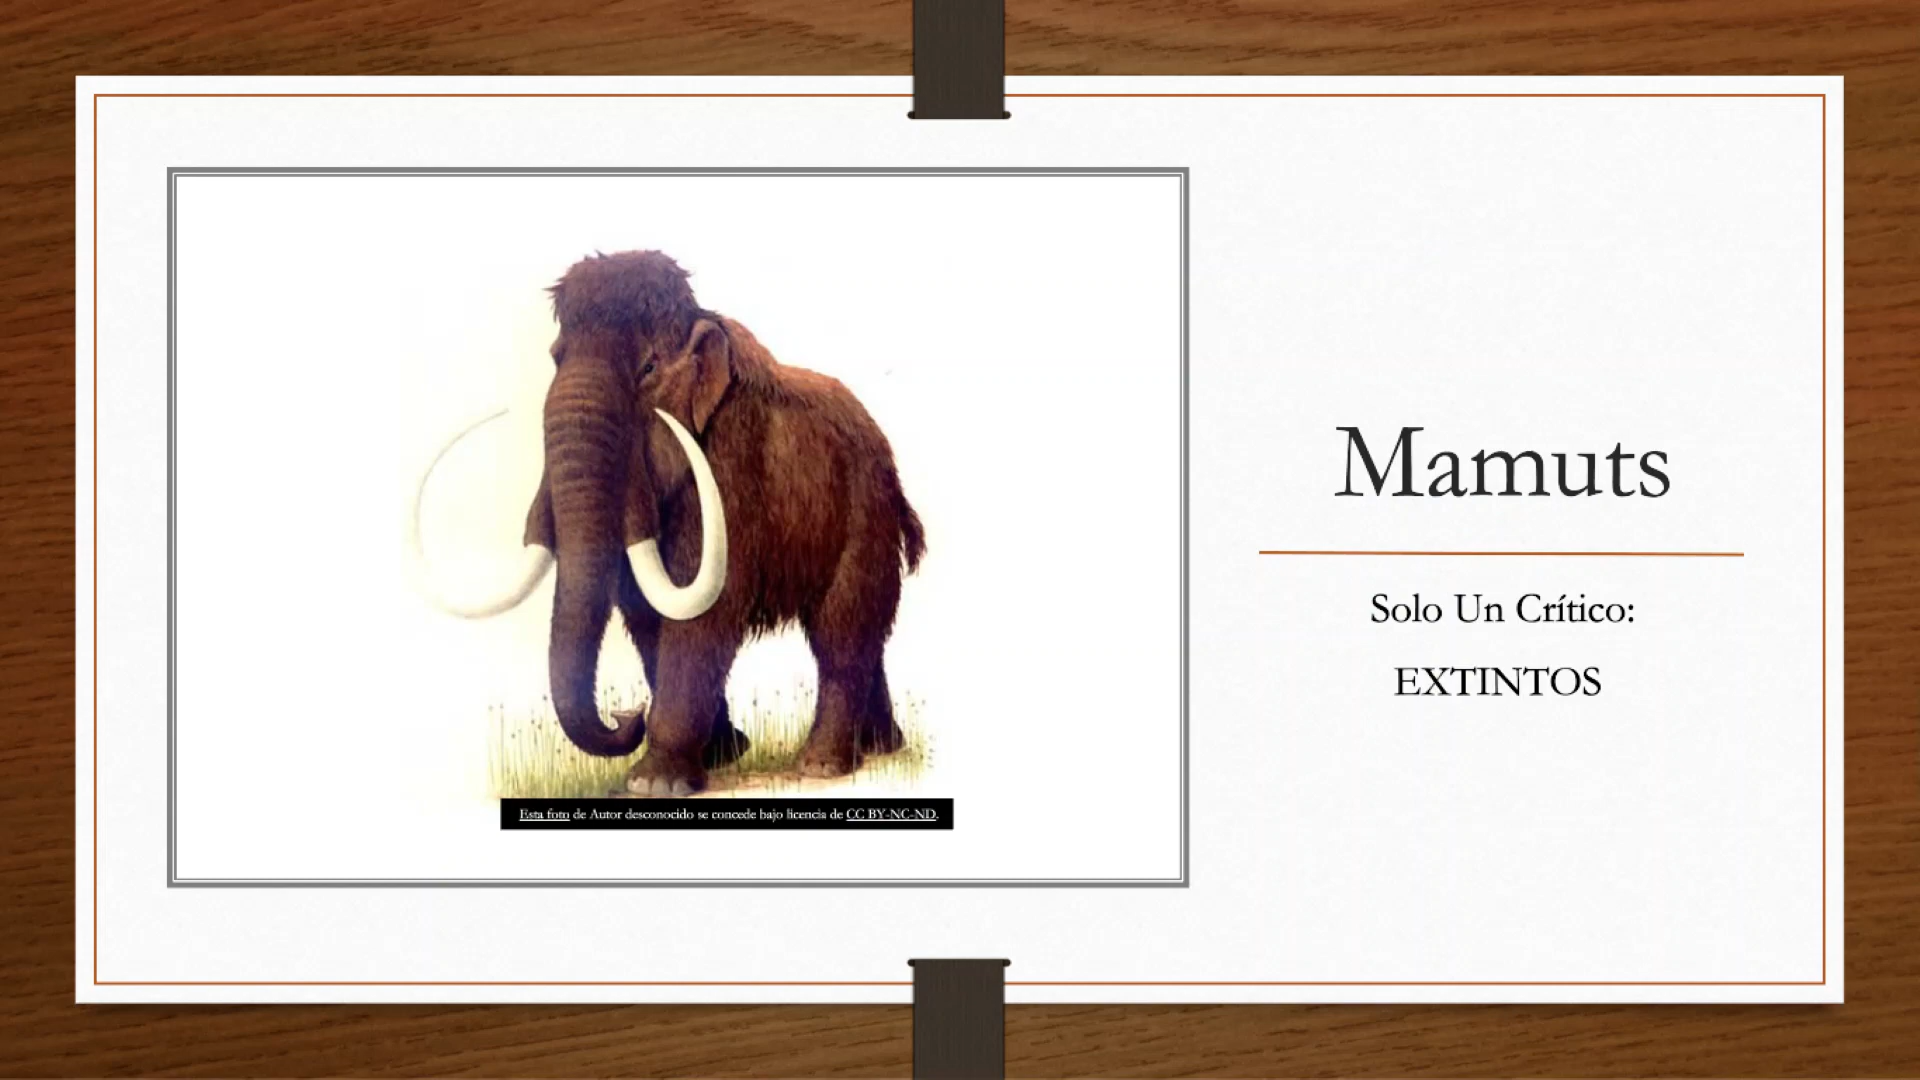 Mamuts
Solo Un Crítico:
EXTINTOS
Esta foto de Autor desconocido se concede bajo licencia de CC BY-NC-ND.